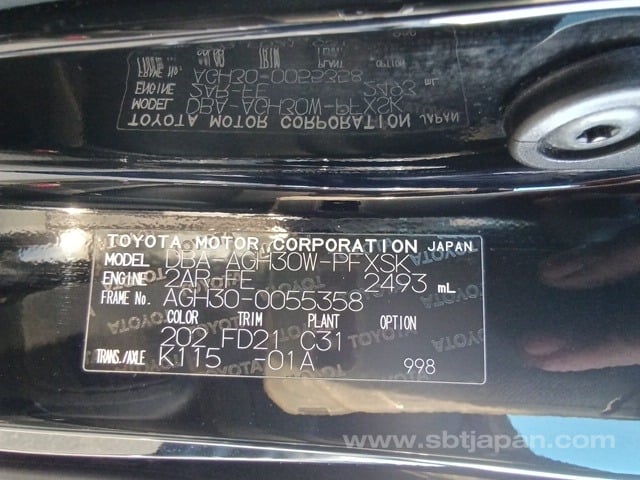 TOYOTA MOTOR CORPORATION JAPAN
MODEL DBA-AGH30W-PFXSK
ENGINE 2AR-FE 2493 mL
FRAME No. AGH30-0055358
COLOR TRIM PLANT OPTION
202 FD21 C31
TRANS./AXLE K115 -01A 998
www.sbtjapan.com